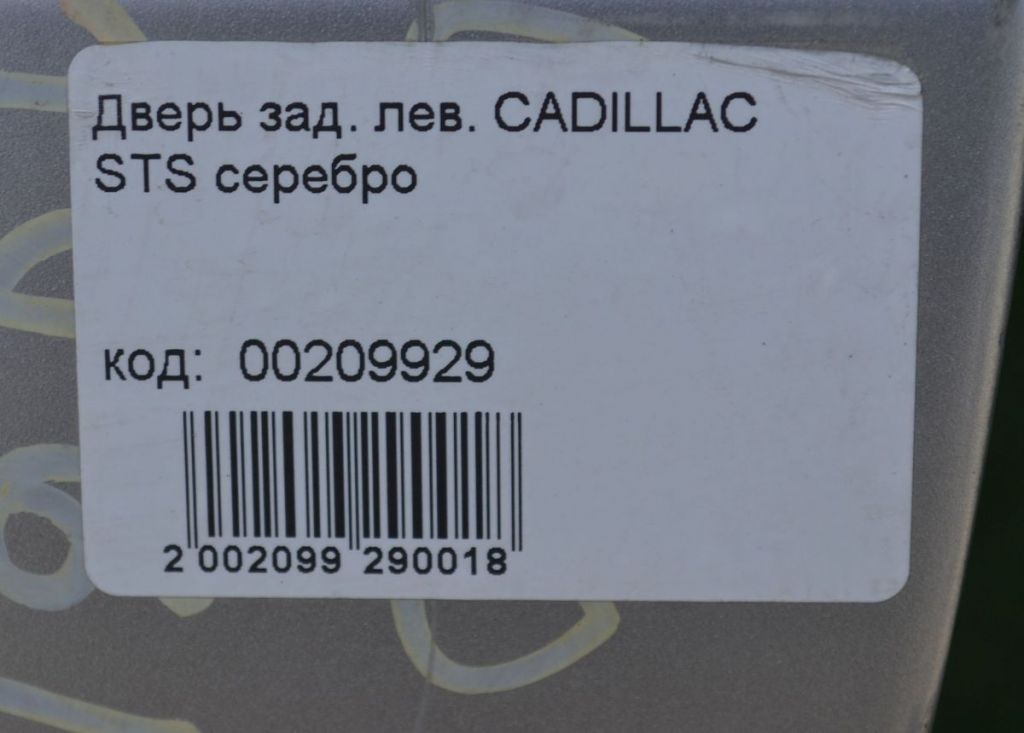 Дверь зад. лев. CADILLAC
STS серебро
код: 00209929
2 002099 290018